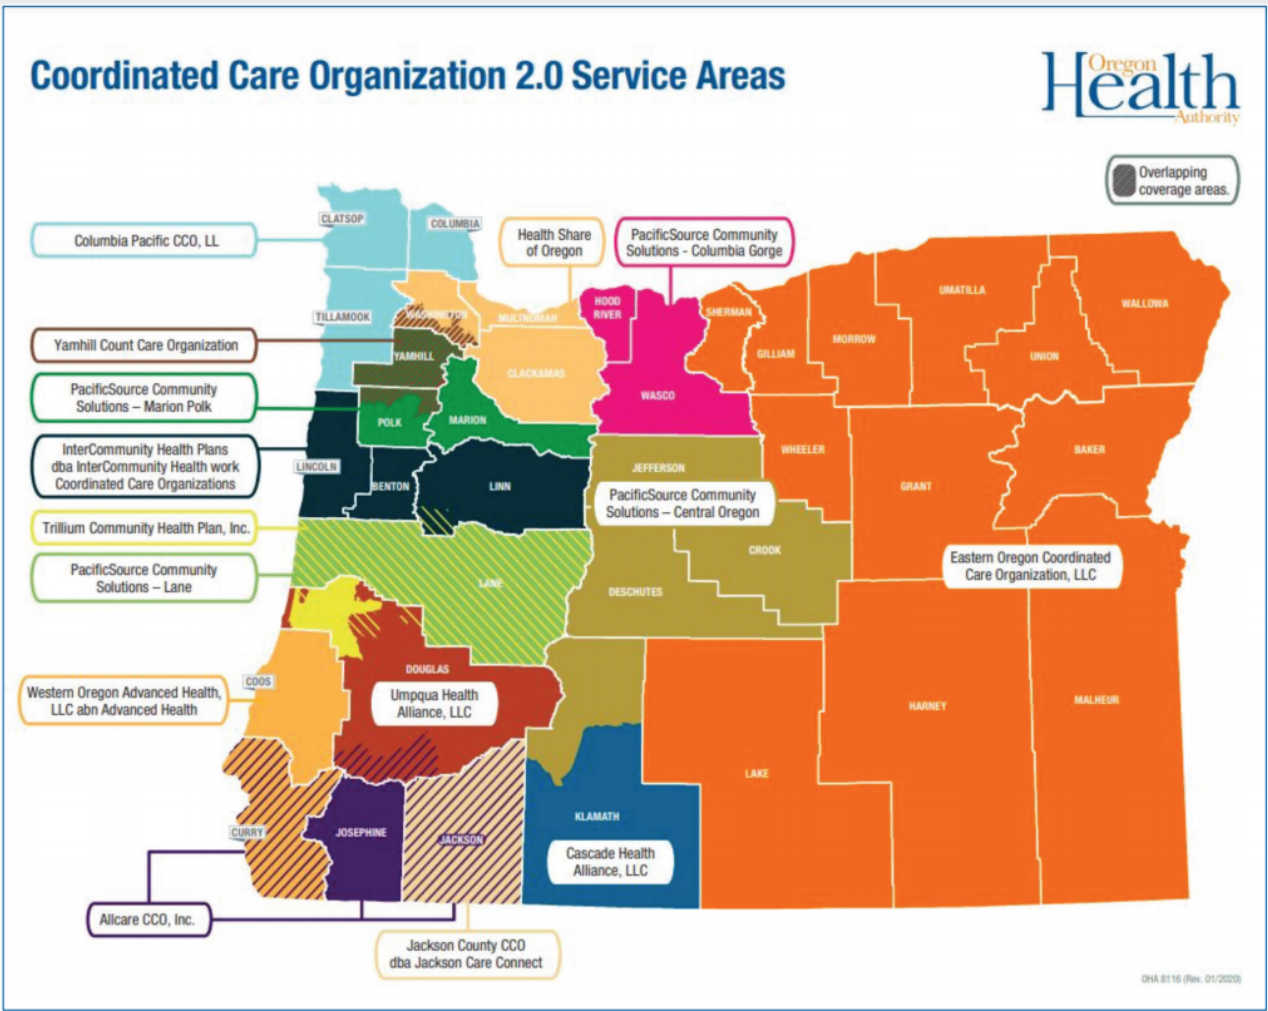 Coordinated Care Organization 2.0 Service Areas
Oregon
Health
Authority
Overlapping
coverage areas.
CLATSOP
COLUMBIA
Columbia Pacific CCO, LL
Health Share
of Oregon
PacificSource Community
Solutions - Columbia Gorge
TILLAMOOK
WASHINGTON
MULTNOMAH
HOOD
RIVER
SHERMAN
UMATILLA
WALLOWA
Yamhill Count Care Organization
YAMHILL
CLACKAMAS
GILLIAM
MORROW
UNION
PacificSource Community
Solutions – Marion Polk
POLK
MARION
WASCO
InterCommunity Health Plans
dba InterCommunity Health work
Coordinated Care Organizations
LINCOLN
BENTON
LINN
JEFFERSON
WHEELER
GRANT
BAKER
PacificSource Community
Solutions – Central Oregon
Trillium Community Health Plan, Inc.
PacificSource Community
Solutions – Lane
LANE
DESCHUTES
CROOK
Eastern Oregon Coordinated
Care Organization, LLC
Western Oregon Advanced Health,
LLC abn Advanced Health
COOS
DOUGLAS
Umpqua Health
Alliance, LLC
HARNEY
MALHEUR
LAKE
CURRY
JOSEPHINE
JACKSON
KLAMATH
Cascade Health
Alliance, LLC
Allcare CCO, Inc.
Jackson County CCO
dba Jackson Care Connect
OHA 8116 (Rev. 01/2020)